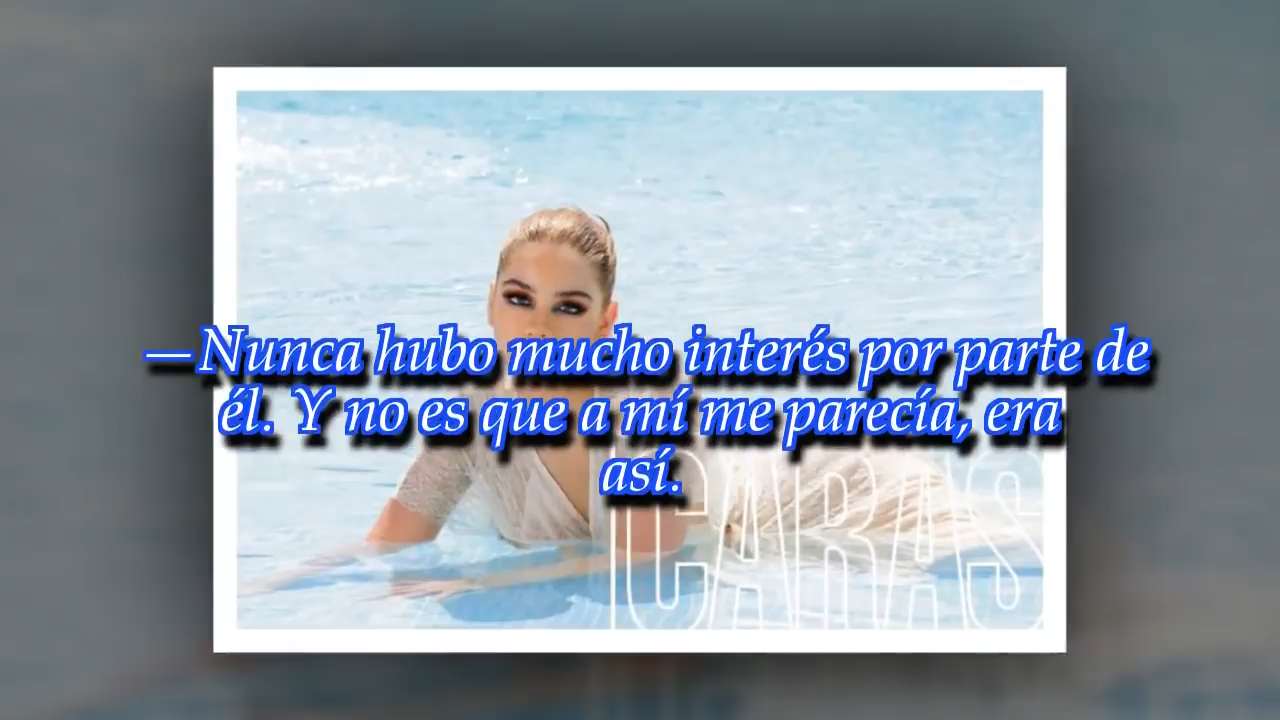 —Nunca hubo mucho interés por parte de
él. Y no es que a mí me parecía, era
así.
CARAS